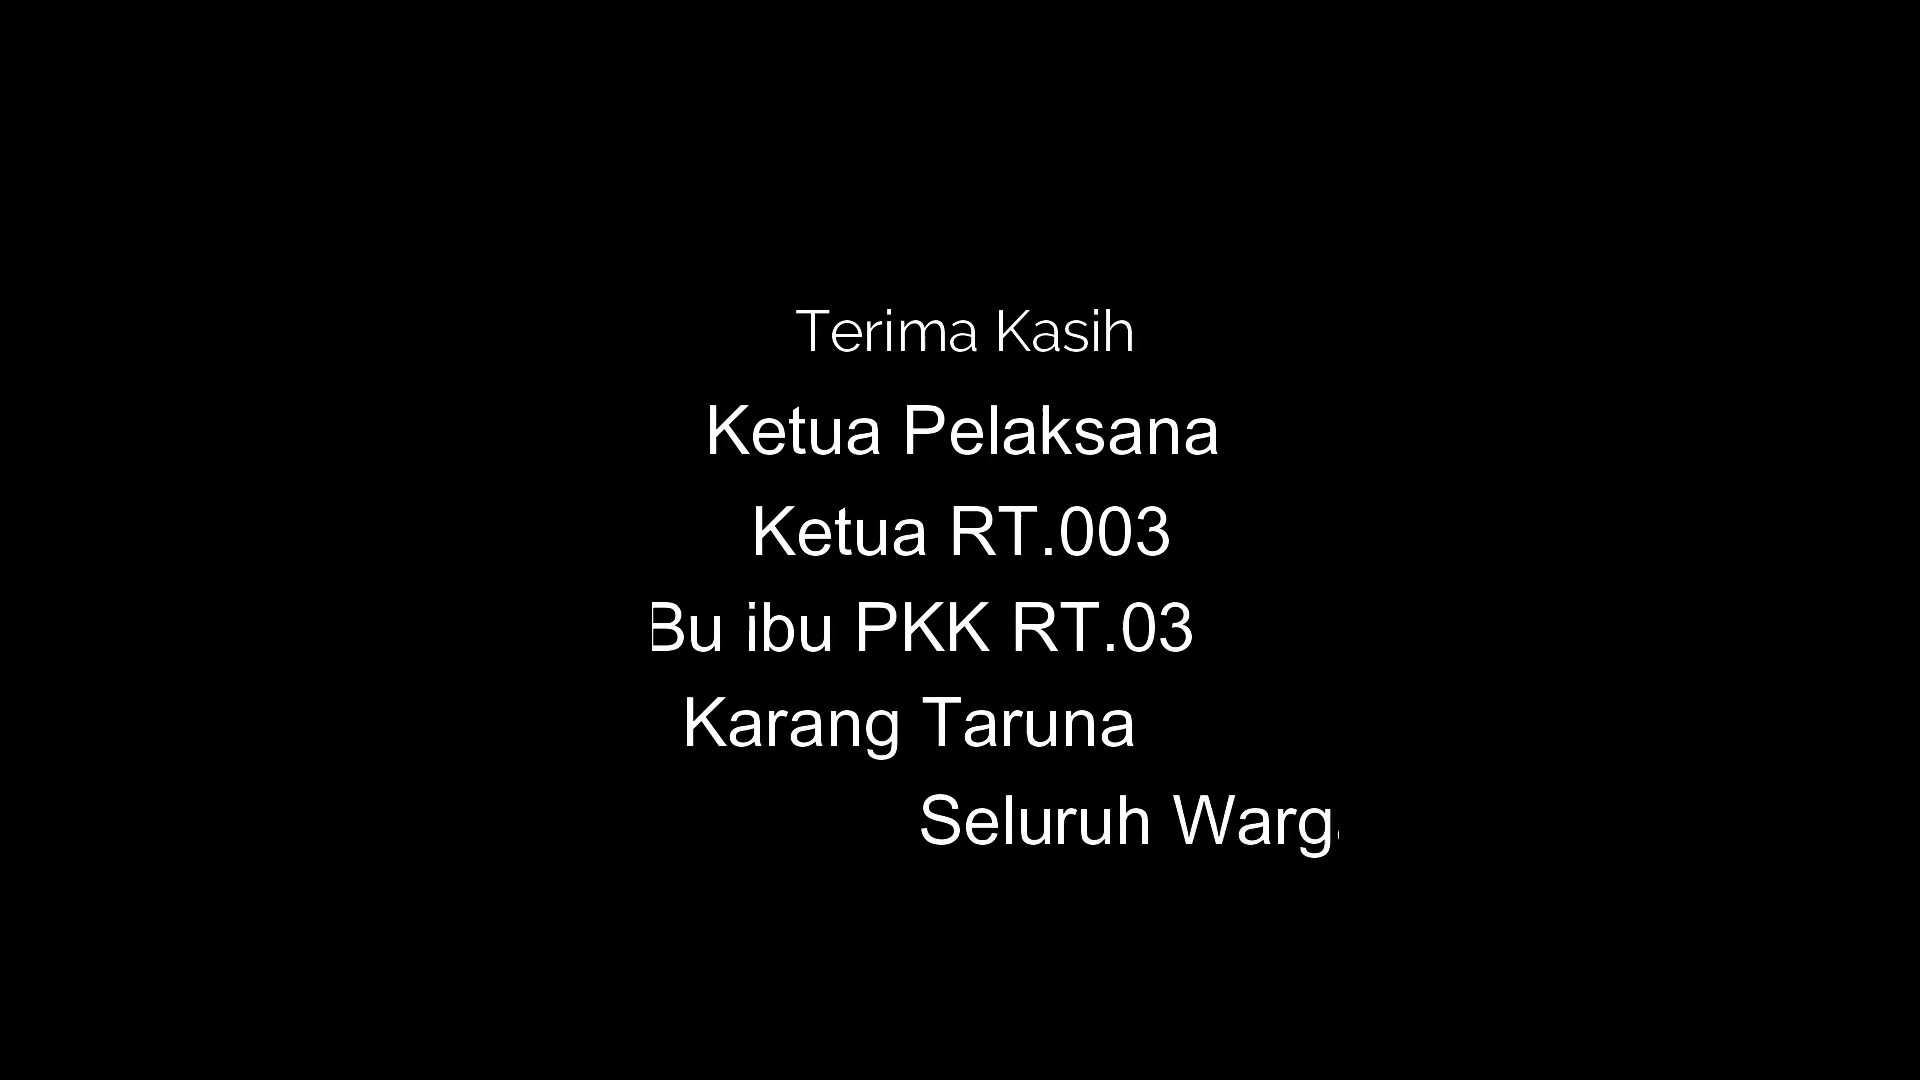 Terima Kasih
Ketua Pelaksana
Ketua RT.003
Bu ibu PKK RT.03
Karang Taruna
Seluruh